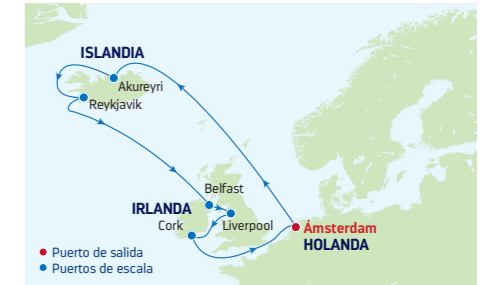 ISLANDIA
Akureyri
Reykjavik
Belfast
IRLANDA
Cork
Liverpool
Ámsterdam
HOLANDA
Puerto de salida
Puertos de escala